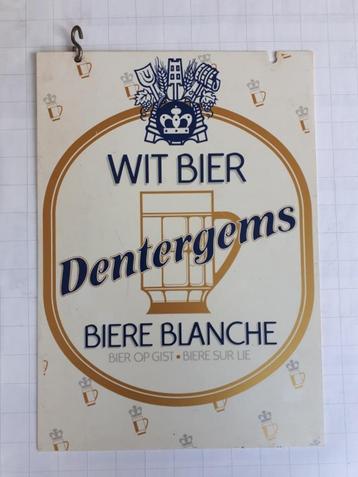 WIT BIER
Dentergems
BIERE BLANCHE
BIER OP GIST • BIERE SUR LIE